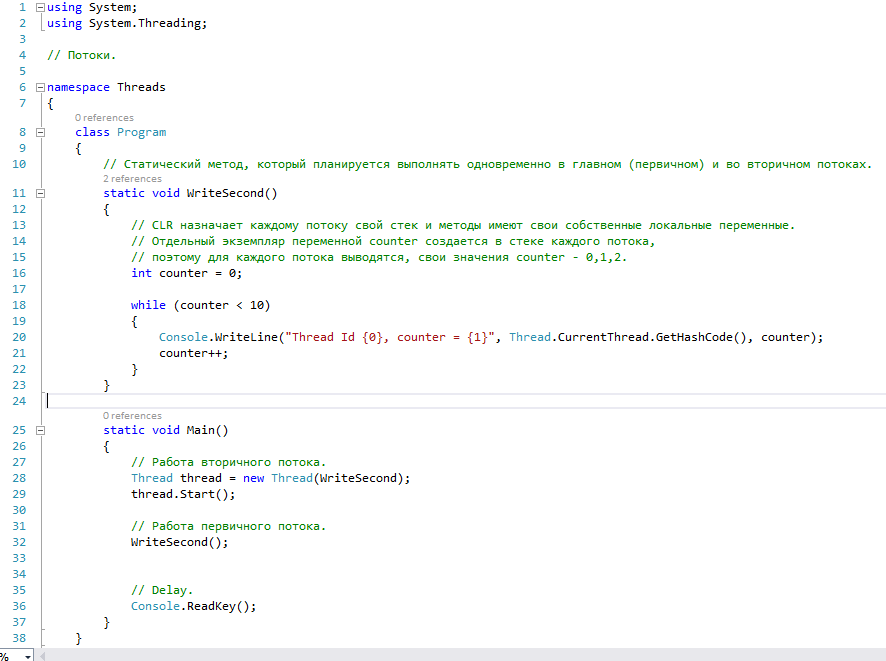 1 using System;
2 using System.Threading;
3
4 // Потоки.
5
6 namespace Threads
7 {
0 references
8 class Program
9 {
10 // Статический метод, который планируется выполнять одновременно в главном (первичном) и во вторичном потоках.
2 references
11 static void WriteSecond()
12 {
13 // CLR назначает каждому потоку свой стек и методы имеют свои собственные локальные переменные.
14 // Отдельный экземпляр переменной counter создается в стеке каждого потока,
15 // поэтому для каждого потока выводятся, свои значения counter - 0,1,2.
16 int counter = 0;
17
18 while (counter < 10)
19 {
20 Console.WriteLine("Thread Id {0}, counter = {1}", Thread.CurrentThread.GetHashCode(), counter);
21 counter++;
22 }
23 }
24
0 references
25 static void Main()
26 {
27 // Работа вторичного потока.
28 Thread thread = new Thread(WriteSecond);
29 thread.Start();
30
31 // Работа первичного потока.
32 WriteSecond();
33
34
35 // Delay.
36 Console.ReadKey();
37 }
38 }
%